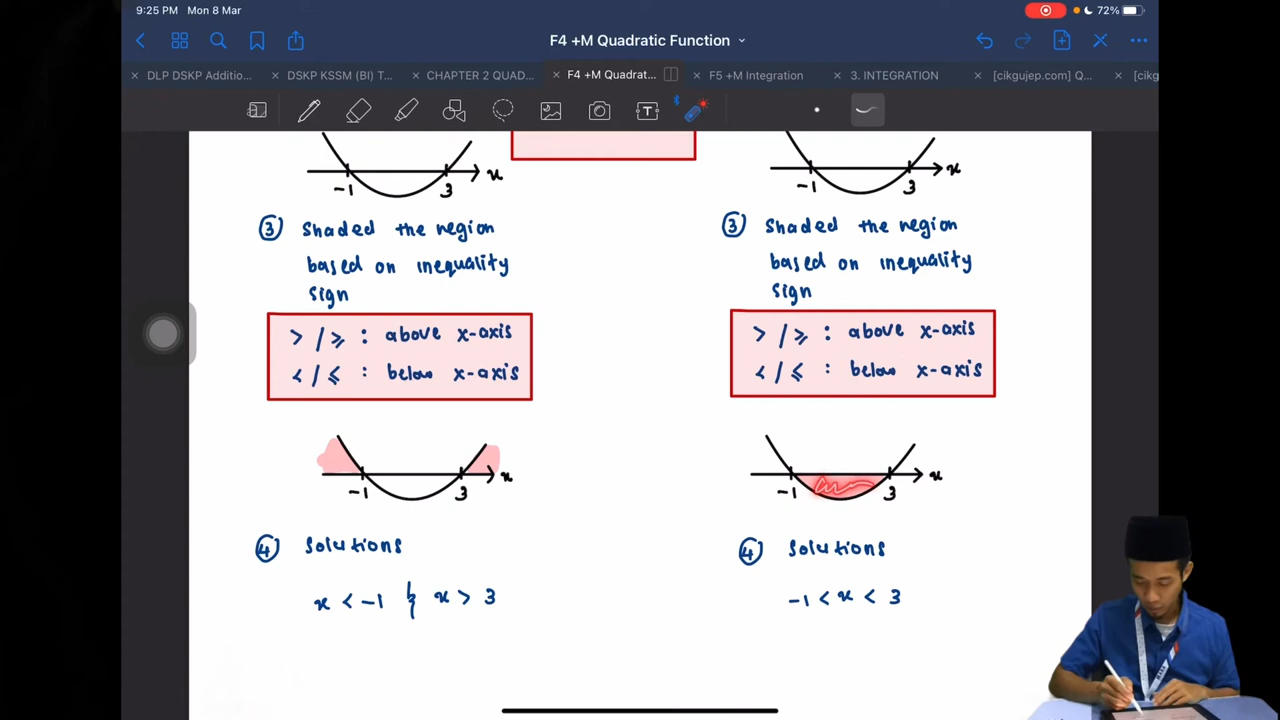 9:25 PM Mon 8 Mar
72%
F4 +M Quadratic Function
DLP DSKP Additio...
DSKP KSSM (BI) T...
CHAPTER 2 QUAD...
F4 +M Quadrat...
F5 +M Integration
3. INTEGRATION
[cikgujep.com] Q...
[cikg
-1 3 x
③ Shaded the region
based on inequality
sign
> / ≥ : above x-axis
< / ≤ : below x-axis
-1 3 x
④ Solutions
x < -1 & x > 3
-1 3 x
③ Shaded the region
based on inequality
sign
> / ≥ : above x-axis
< / ≤ : below x-axis
-1 3 x
④ Solutions
-1 < x < 3